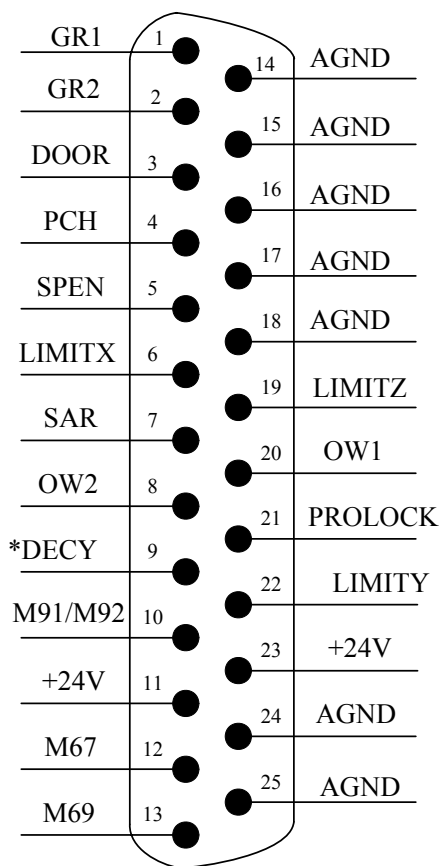 GR1 1
14 AGND
GR2 2
15 AGND
DOOR 3
16 AGND
PCH 4
17 AGND
SPEN 5
18 AGND
LIMITX 6
19 LIMITZ
SAR 7
20 OW1
OW2 8
21 PROLOCK
*DECY 9
22 LIMITY
M91/M92 10
23 +24V
+24V 11
24 AGND
M67 12
25 AGND
M69 13